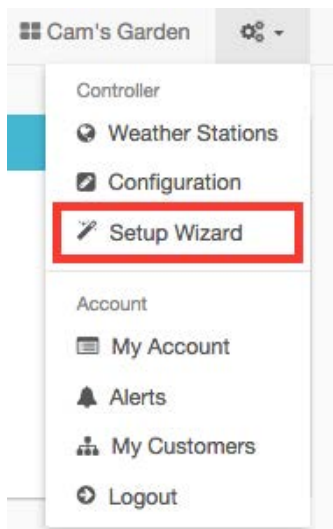 Cam's Garden
Controller
Weather Stations
Configuration
Setup Wizard
Account
My Account
Alerts
My Customers
Logout